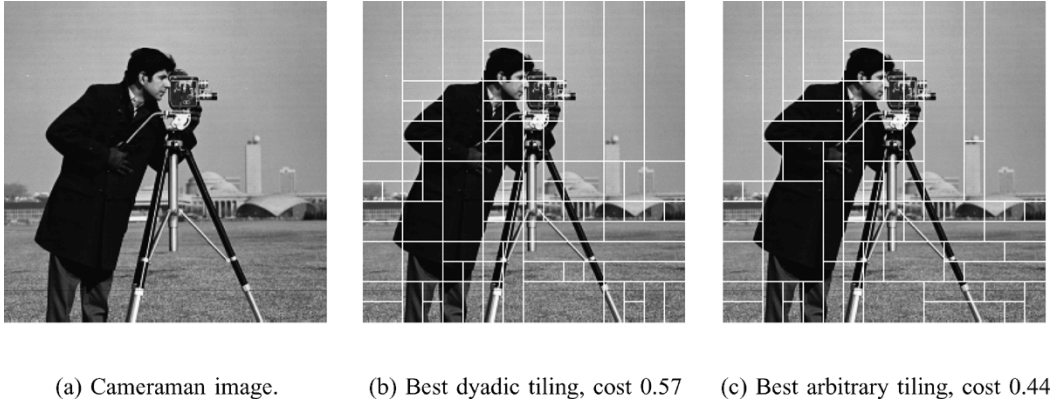 (a) Cameraman image.
(b) Best dyadic tiling, cost 0.57
(c) Best arbitrary tiling, cost 0.44